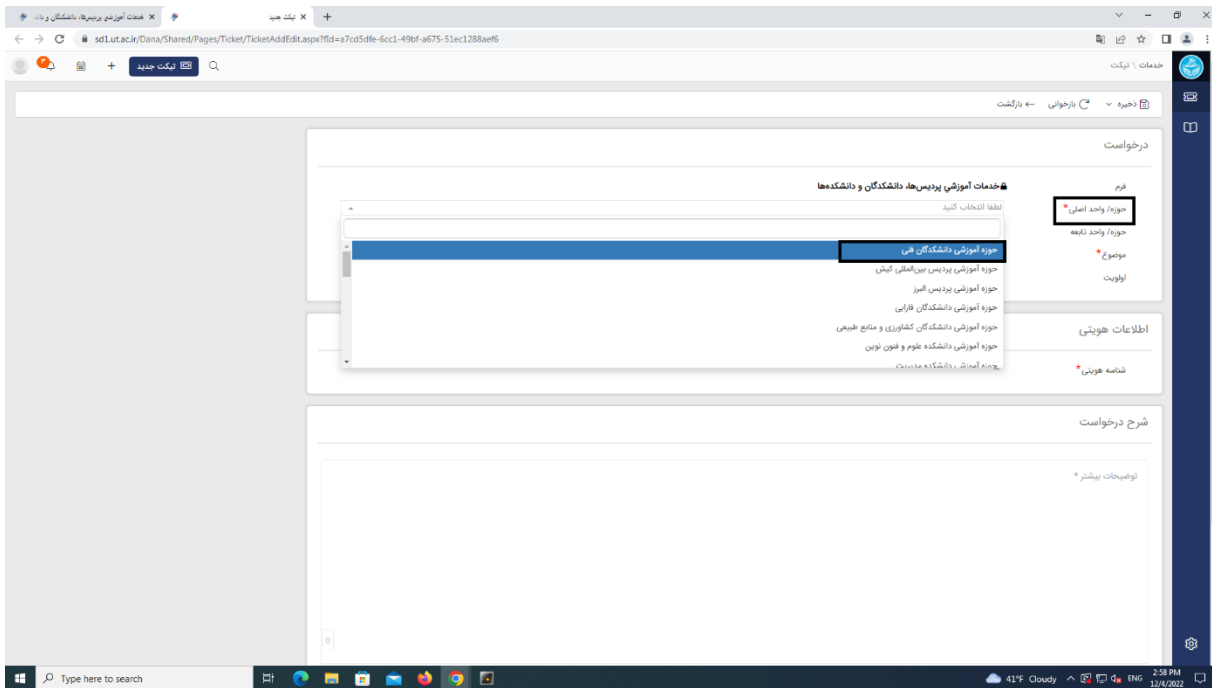 خدمات آموزشی پردیس‌ها، دانشکدگان و دانا
تیکت جدید
sd1.ut.ac.ir/Dana/Shared/Pages/Ticket/TicketAddEdit.aspx?fId=a7cd5dfe-6cc1-49bf-a675-51ec1288aef6
خدمات \ تیکت
تیکت جدید
ذخیره بازخوانی بازگشت
درخواست
فرم خدمات آموزشي پرديس‌ها، دانشکدگان و دانشکده‌ها
حوزه/ واحد اصلی* لطفا انتخاب کنید
حوزه/ واحد تابعه
موضوع*
اولویت
حوزه آموزشی دانشکدگان فنی
حوزه آموزشی پردیس بین‌المللی کیش
حوزه آموزشی پردیس البرز
حوزه آموزشی دانشکدگان فارابی
حوزه آموزشی دانشکدگان کشاورزی و منابع طبیعی
حوزه آموزشی دانشکده علوم و فنون نوین
حوزه آموزشی دانشکده مدیریت
اطلاعات هویتی
شناسه هویتی*
شرح درخواست
توضیحات بیشتر *
0
Type here to search
41°F Cloudy ENG 2:58 PM
12/4/2022